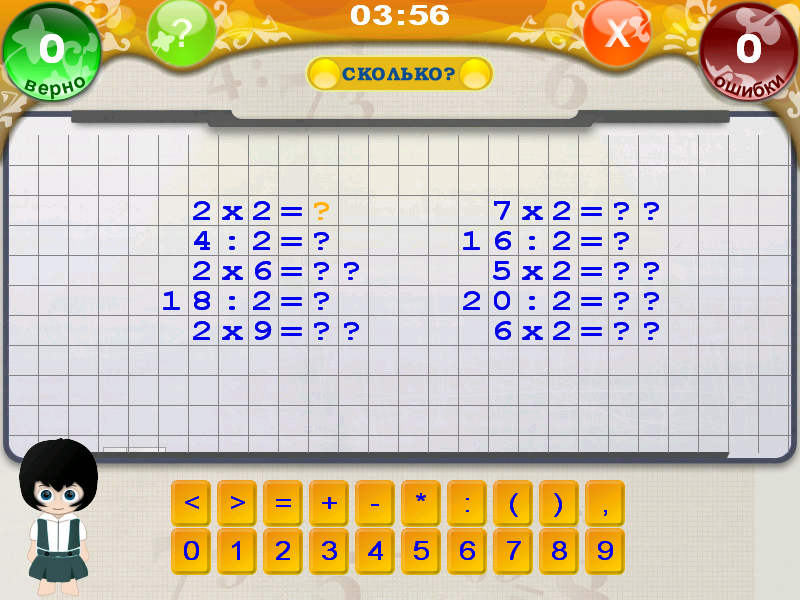 03:56
0
верно
?
X
0
ошибки
СКОЛЬКО?
2x2=?
4:2=?
2x6=??
18:2=?
2x9=??
7x2=??
16:2=?
5x2=??
20:2=??
6x2=??
< > = + - * : ( ) ,
0 1 2 3 4 5 6 7 8 9